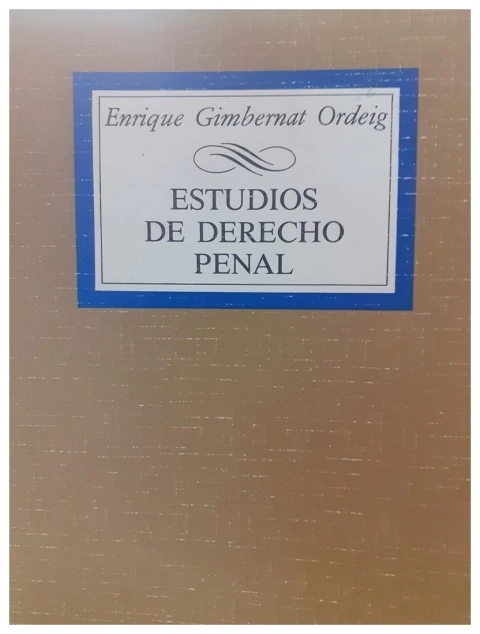 Enrique Gimbernat Ordeig
ESTUDIOS
DE DERECHO
PENAL